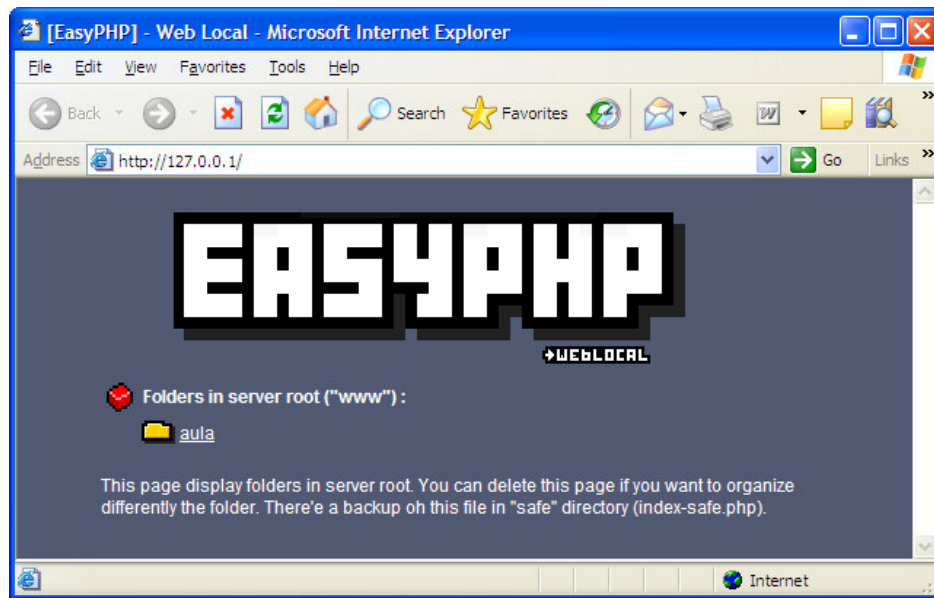 [EasyPHP] - Web Local - Microsoft Internet Explorer
File Edit View Favorites Tools Help
Back Search Favorites W »
Address http://127.0.0.1/ Go Links »
EASYPHP
WEBLOCAL
Folders in server root ("www") :
aula
This page display folders in server root. You can delete this page if you want to organize
differently the folder. There'e a backup oh this file in "safe" directory (index-safe.php).
Internet